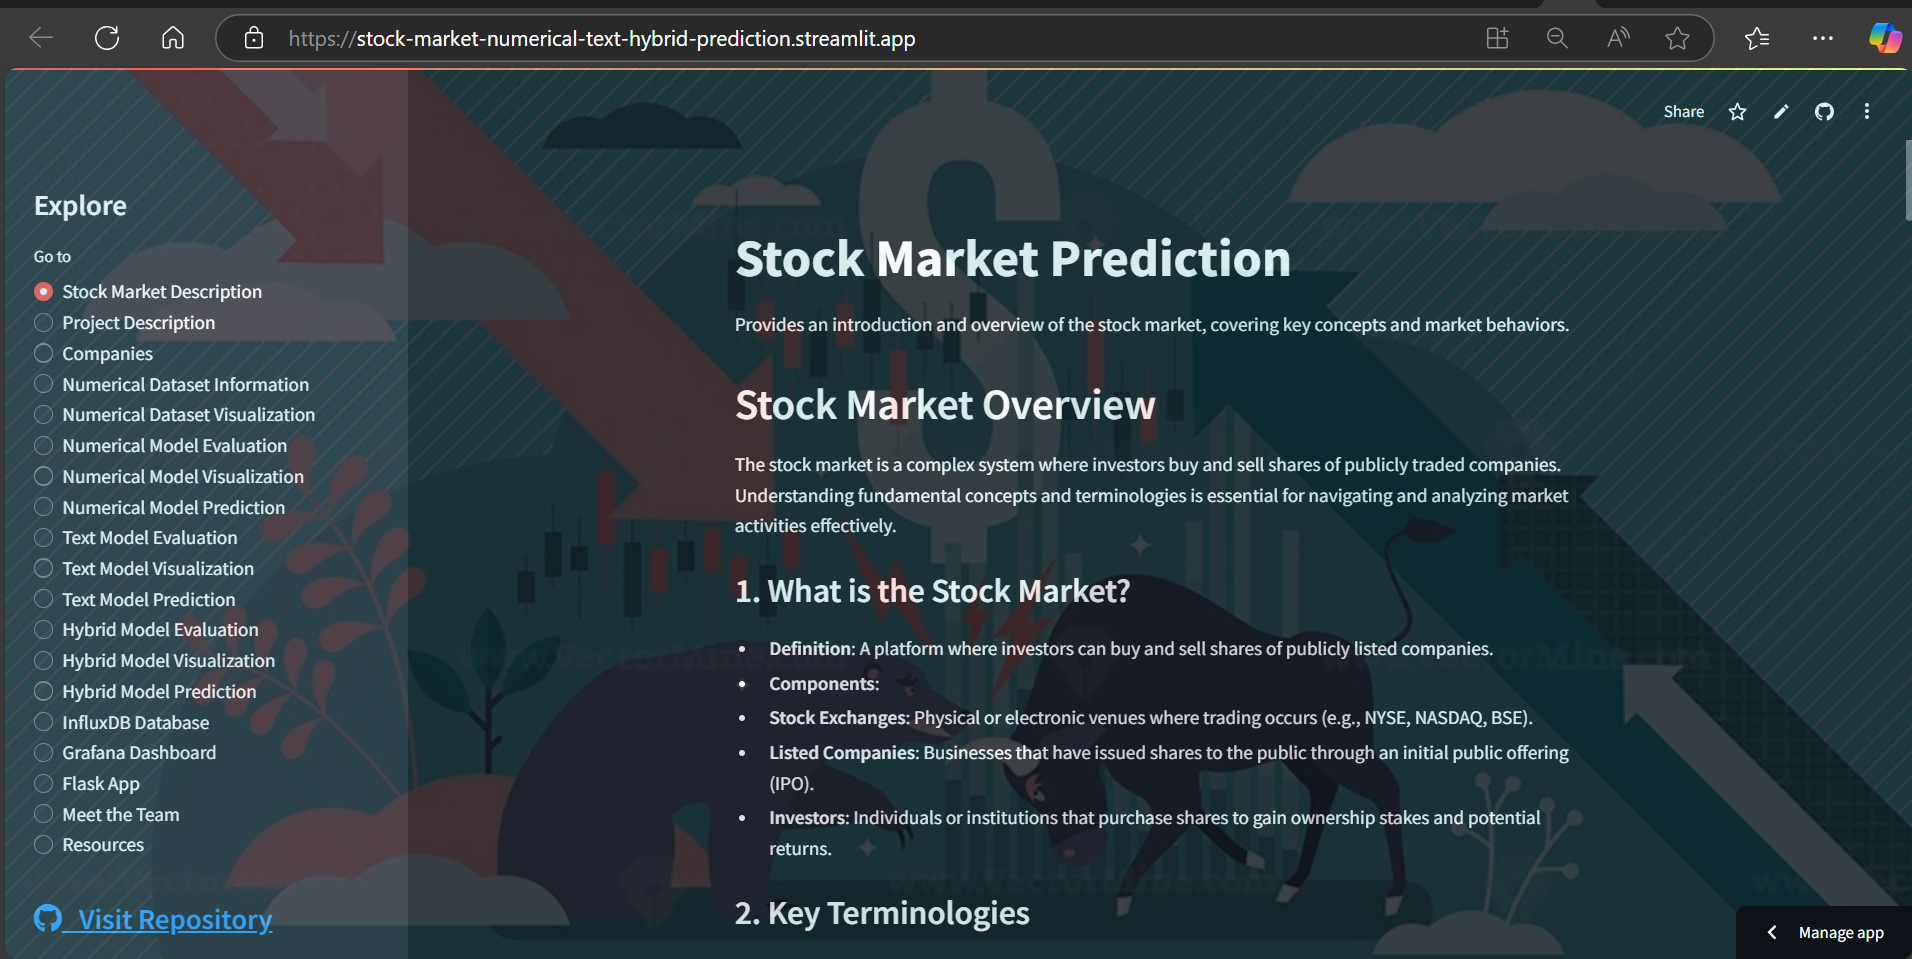 https://stock-market-numerical-text-hybrid-prediction.streamlit.app
Share
Explore
Go to
Stock Market Description
Project Description
Companies
Numerical Dataset Information
Numerical Dataset Visualization
Numerical Model Evaluation
Numerical Model Visualization
Numerical Model Prediction
Text Model Evaluation
Text Model Visualization
Text Model Prediction
Hybrid Model Evaluation
Hybrid Model Visualization
Hybrid Model Prediction
InfluxDB Database
Grafana Dashboard
Flask App
Meet the Team
Resources
Visit Repository
Stock Market Prediction
Provides an introduction and overview of the stock market, covering key concepts and market behaviors.
Stock Market Overview
The stock market is a complex system where investors buy and sell shares of publicly traded companies.
Understanding fundamental concepts and terminologies is essential for navigating and analyzing market
activities effectively.
1. What is the Stock Market?
• Definition: A platform where investors can buy and sell shares of publicly listed companies.
• Components:
• Stock Exchanges: Physical or electronic venues where trading occurs (e.g., NYSE, NASDAQ, BSE).
• Listed Companies: Businesses that have issued shares to the public through an initial public offering
(IPO).
• Investors: Individuals or institutions that purchase shares to gain ownership stakes and potential
returns.
2. Key Terminologies
Manage app